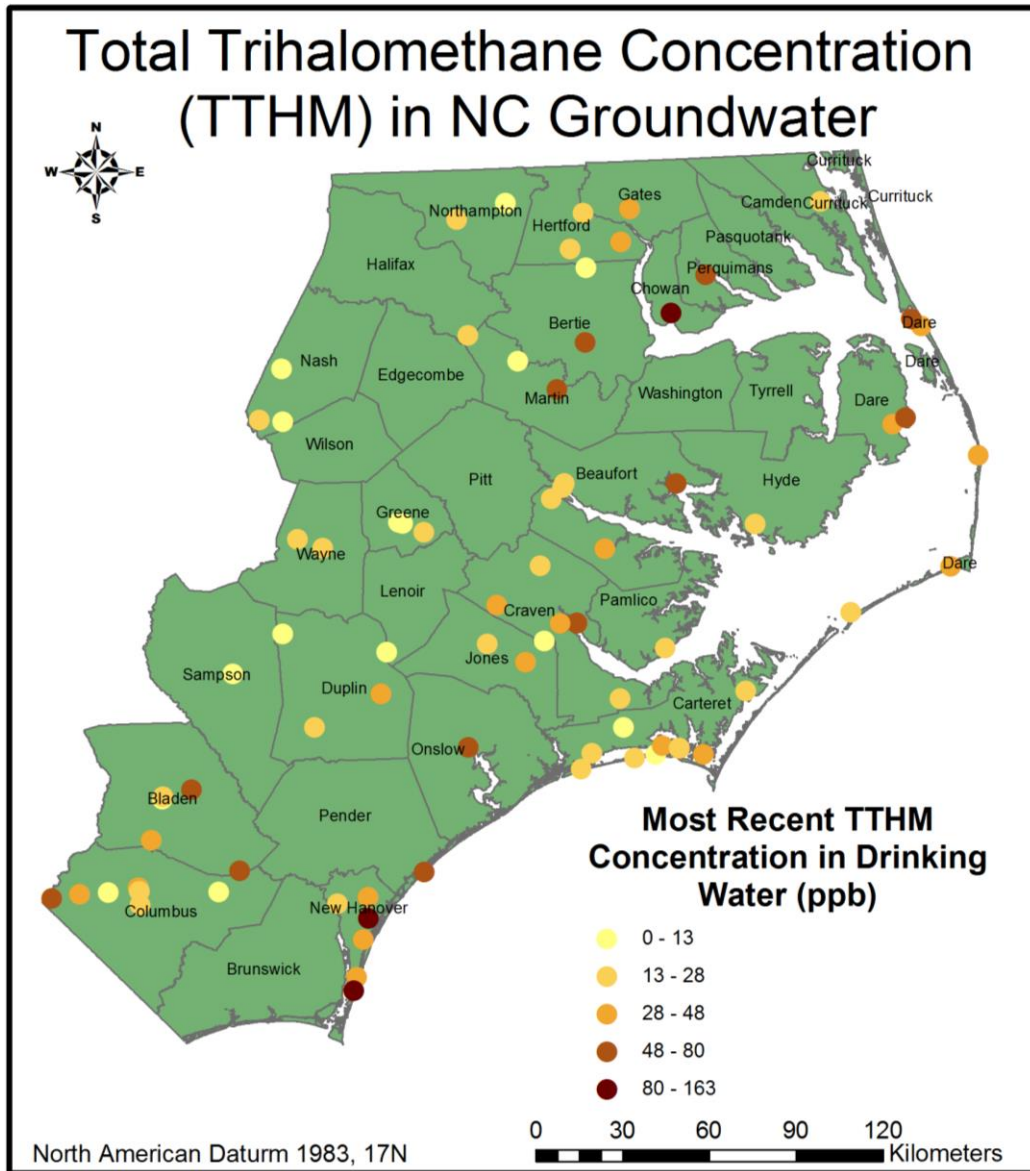 Total Trihalomethane Concentration
(TTHM) in NC Groundwater
N
W E
S
Currituck
Currituck
Gates
Camden
Currituck
Northampton
Hertford
Pasquotank
Halifax
Perquimans
Chowan
Bertie
Dare
Nash
Edgecombe
Dare
Martin
Washington
Tyrrell
Dare
Wilson
Pitt
Beaufort
Hyde
Greene
Wayne
Dare
Lenoir
Craven
Pamlico
Jones
Sampson
Duplin
Carteret
Onslow
Bladen
Pender
Columbus
New Hanover
Brunswick
Most Recent TTHM
Concentration in Drinking
Water (ppb)
0 - 13
13 - 28
28 - 48
48 - 80
80 - 163
0 30 60 90 120
Kilometers
North American Daturm 1983, 17N